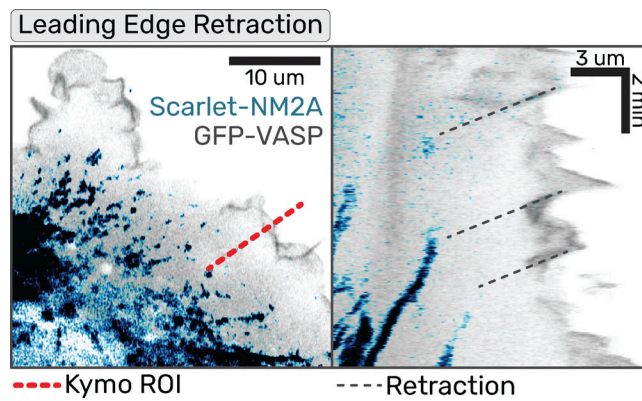 Leading Edge Retraction
10 um
Scarlet-NM2A
GFP-VASP
3 um
2 min
Kymo ROI
Retraction